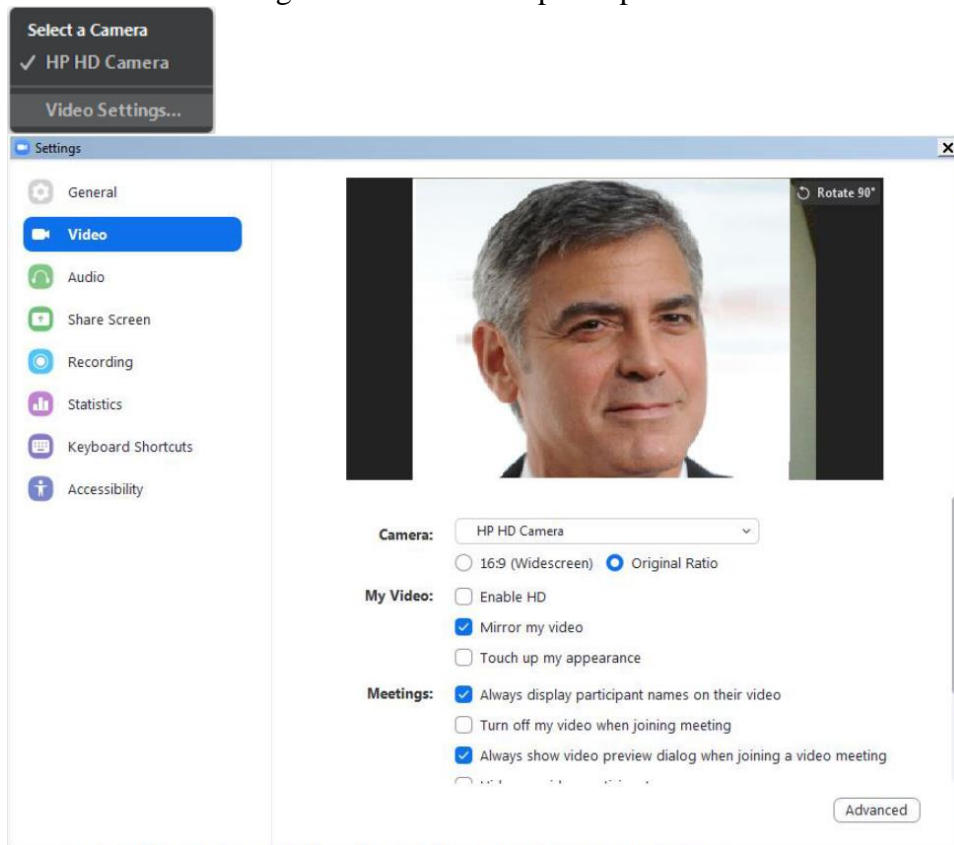 Select a Camera
✓ HP HD Camera
Video Settings...
Settings
General
Video
Audio
Share Screen
Recording
Statistics
Keyboard Shortcuts
Accessibility
Rotate 90°
Camera: HP HD Camera
16:9 (Widescreen) Original Ratio
My Video: Enable HD
Mirror my video
Touch up my appearance
Meetings: Always display participant names on their video
Turn off my video when joining meeting
Always show video preview dialog when joining a video meeting
Advanced